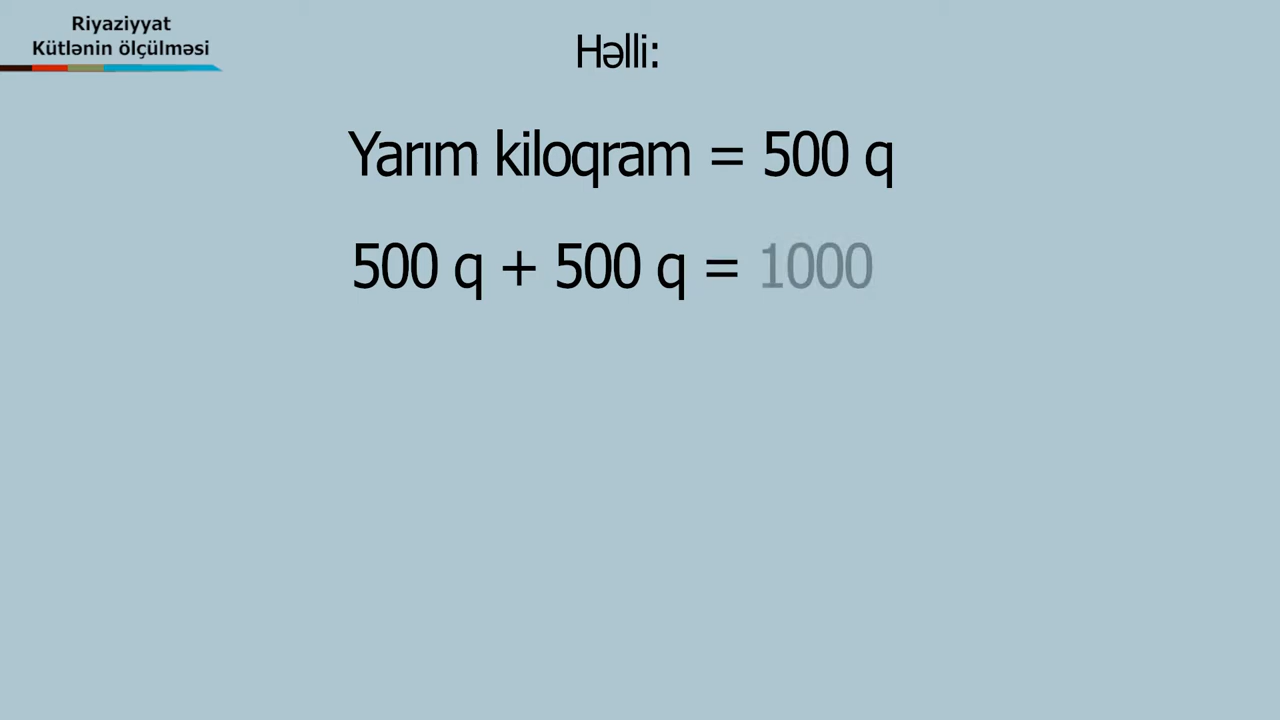 Riyaziyyat
Kütlənin ölçülməsi
Həlli:
Yarım kiloqram = 500 q
500 q + 500 q = 1000